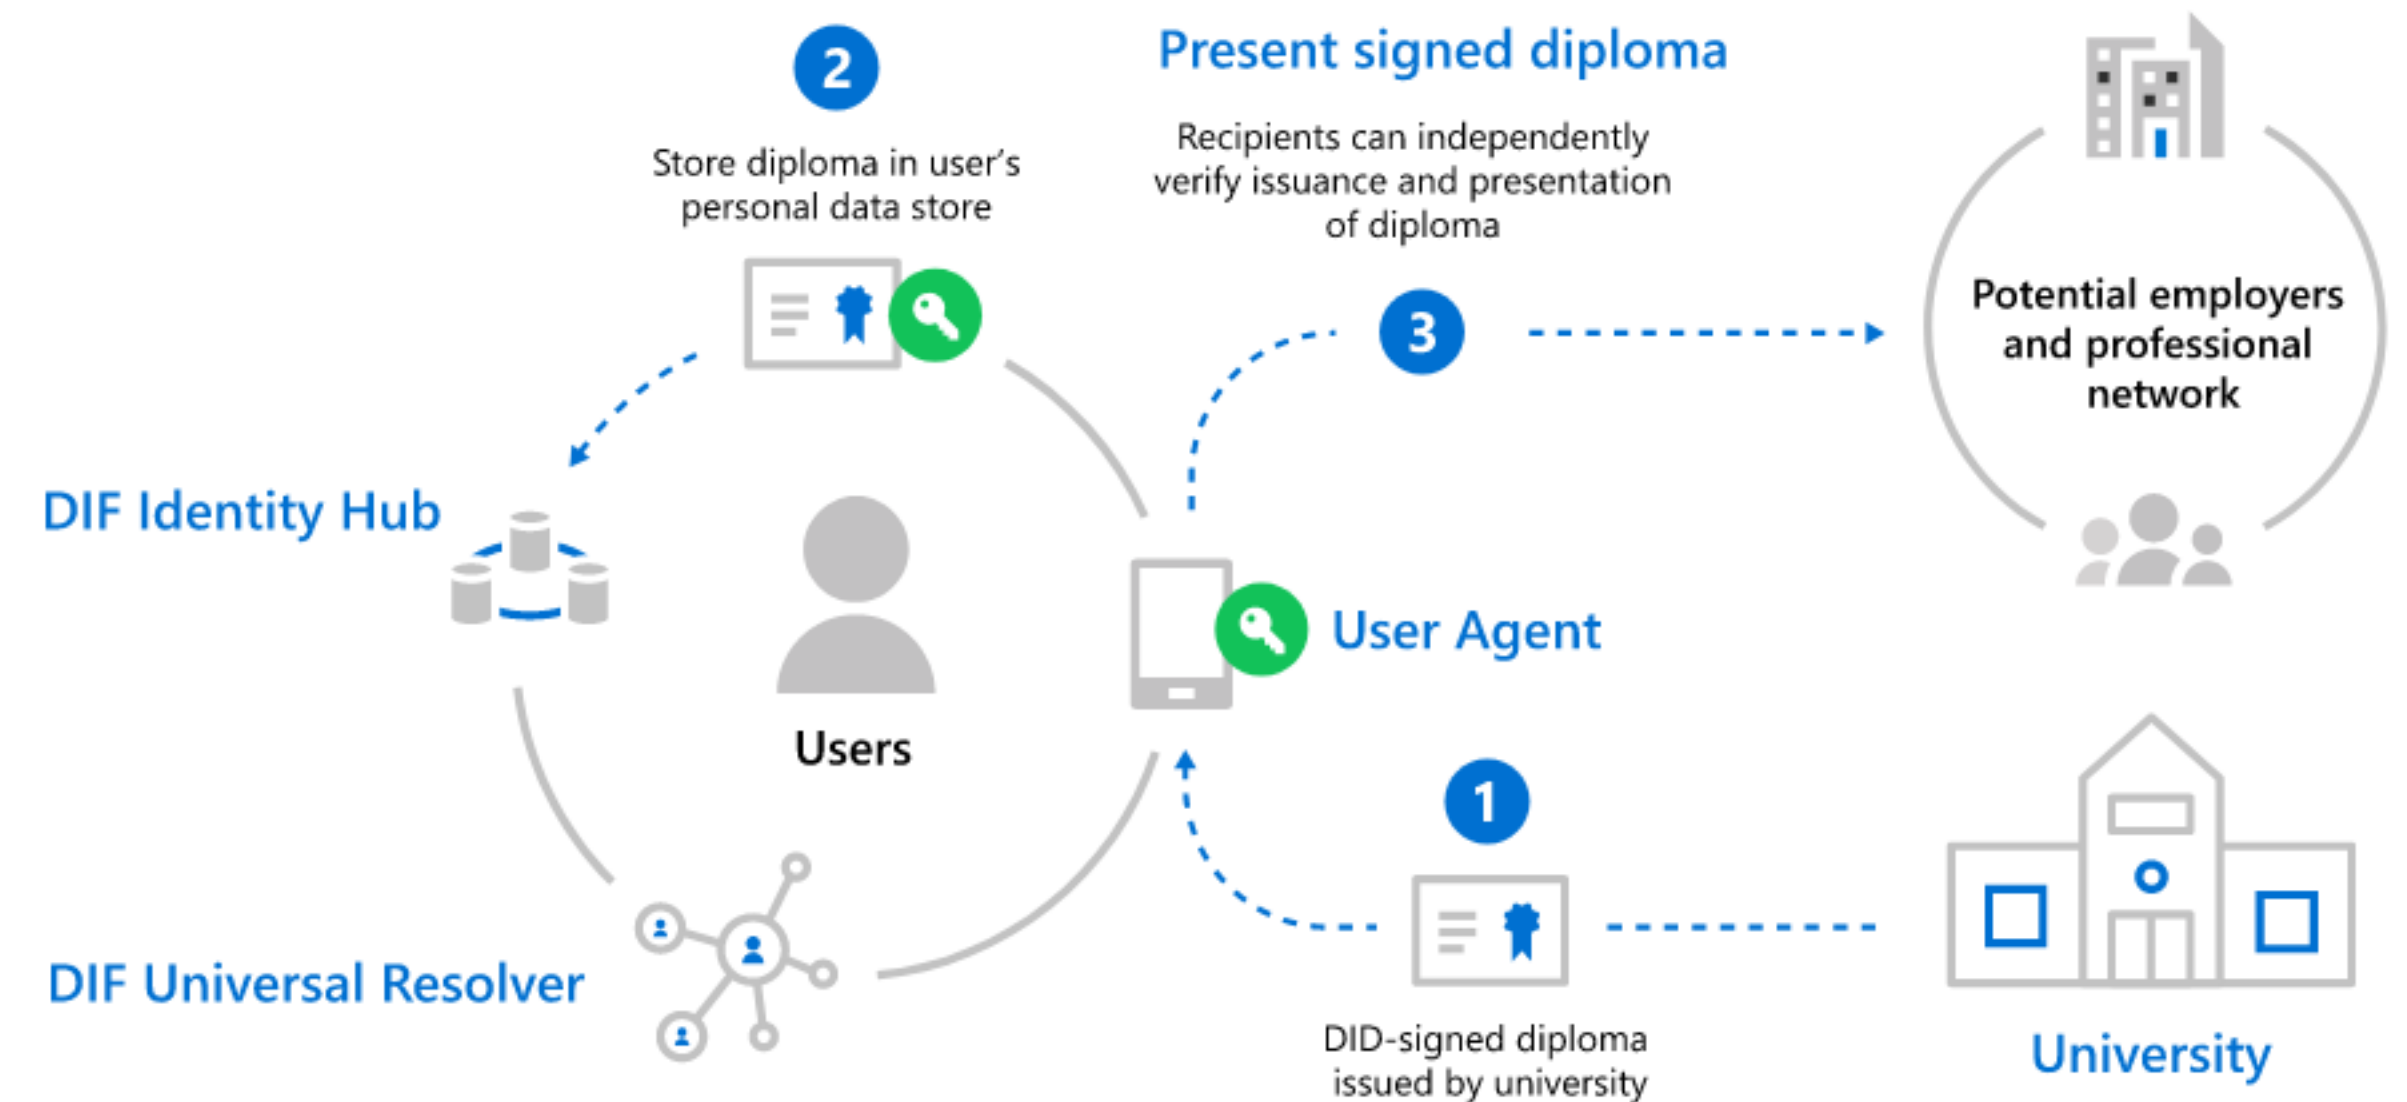 2
Store diploma in user's
personal data store
Present signed diploma
Recipients can independently
verify issuance and presentation
of diploma
3
Potential employers
and professional
network
DIF Identity Hub
Users
User Agent
1
DID-signed diploma
issued by university
DIF Universal Resolver
University